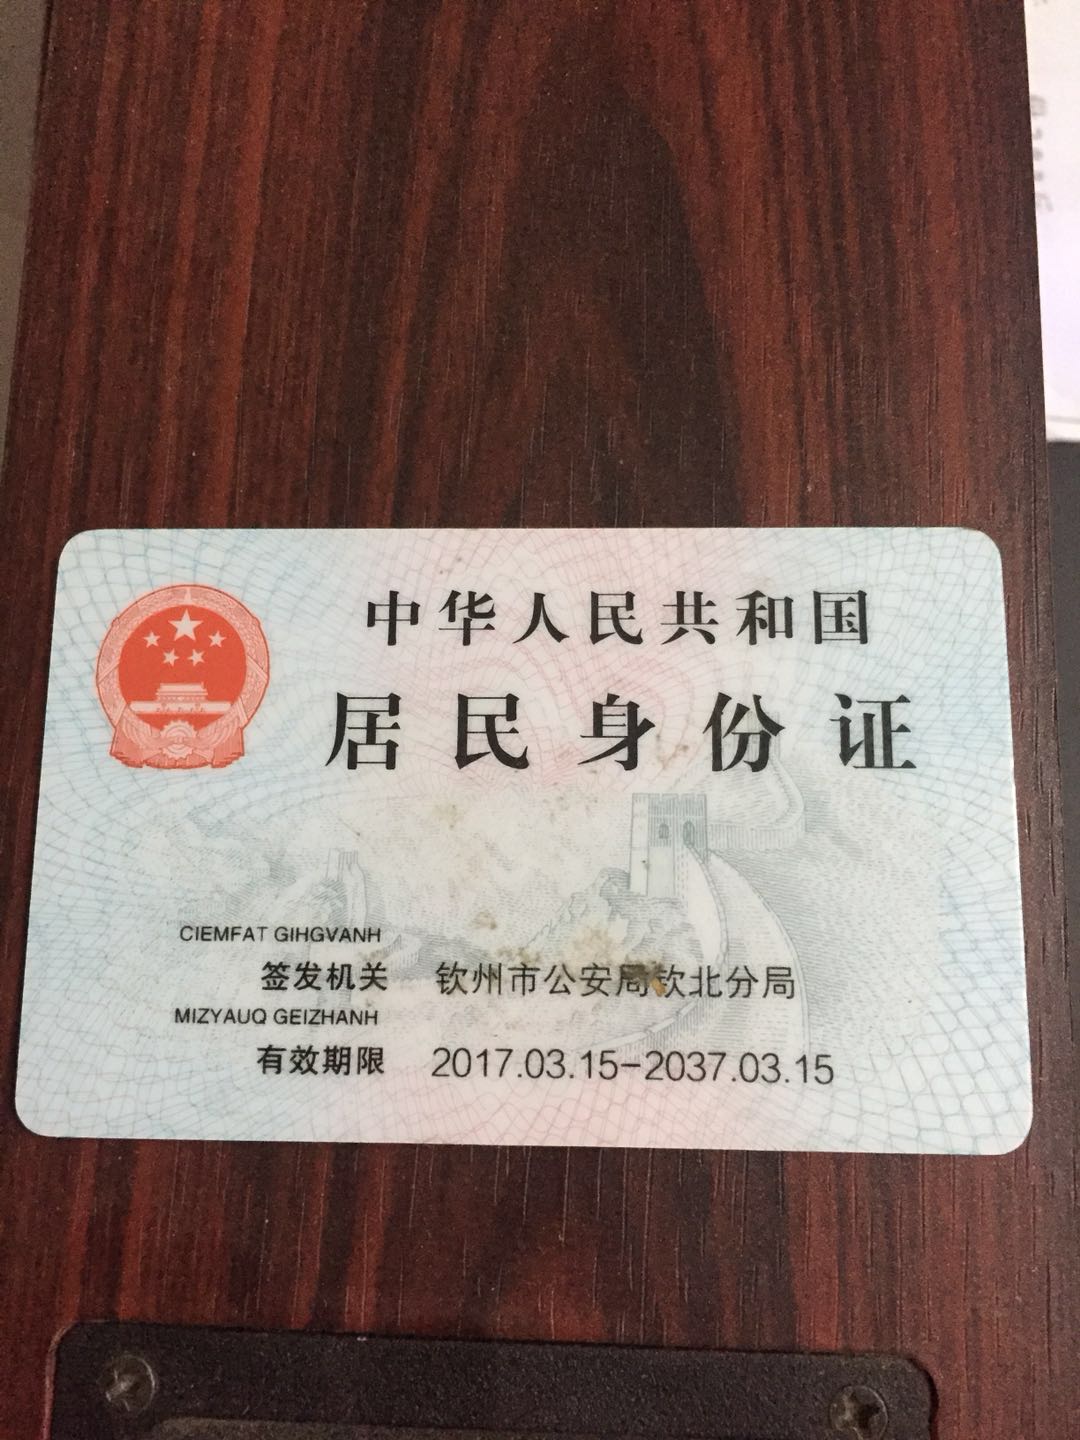 中华人民共和国
居民身份证
CIEMFAT GIHGVANH
签发机关 钦州市公安局钦北分局
MIZYAUQ GEIZHANH
有效期限 2017.03.15-2037.03.15